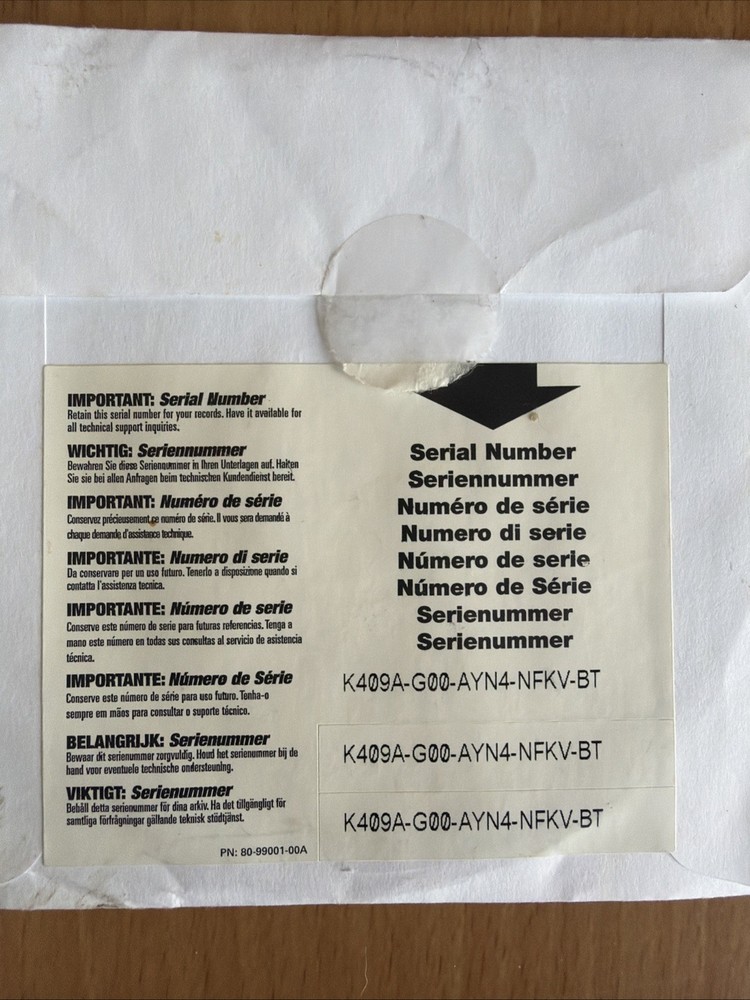 IMPORTANT: Serial Number
Retain this serial number for your records. Have it available for
all technical support inquiries.
WICHTIG: Seriennummer
Bewahren Sie diese Seriennummer in Ihren Unterlagen auf. Halten
Sie sie bei allen Anfragen beim technischen Kundendienst bereit.
IMPORTANT: Numéro de série
Conservez précieusement ce numéro de série. Il vous sera demandé à
chaque demande d'assistance technique.
IMPORTANTE: Numero di serie
Da conservare per un uso futuro. Tenerlo a disposizione quando si
contatta l'assistenza tecnica.
IMPORTANTE: Número de serie
Conserve este número de serie para futuras referencias. Tenga a
mano este número en todas sus consultas al servicio de asistencia
técnica.
IMPORTANTE: Número de Série
Conserve este número de série para uso futuro. Tenha-o
sempre em mãos para consultar o suporte técnico.
BELANGRIJK: Serienummer
Bewaar dit serienummer zorgvuldig. Houd het serienummer bij de
hand voor eventuele technische ondersteuning.
VIKTIGT: Serienummer
Behåll detta serienummer för dina arkiv. Ha det tillgängligt för
samtliga förfrågningar gällande teknisk stödtjänst.
PN: 80-99001-00A
Serial Number
Seriennummer
Numéro de série
Numero di serie
Número de serie
Número de Série
Serienummer
Serienummer
K409A-G00-AYN4-NFKV-BT
K409A-G00-AYN4-NFKV-BT
K409A-G00-AYN4-NFKV-BT